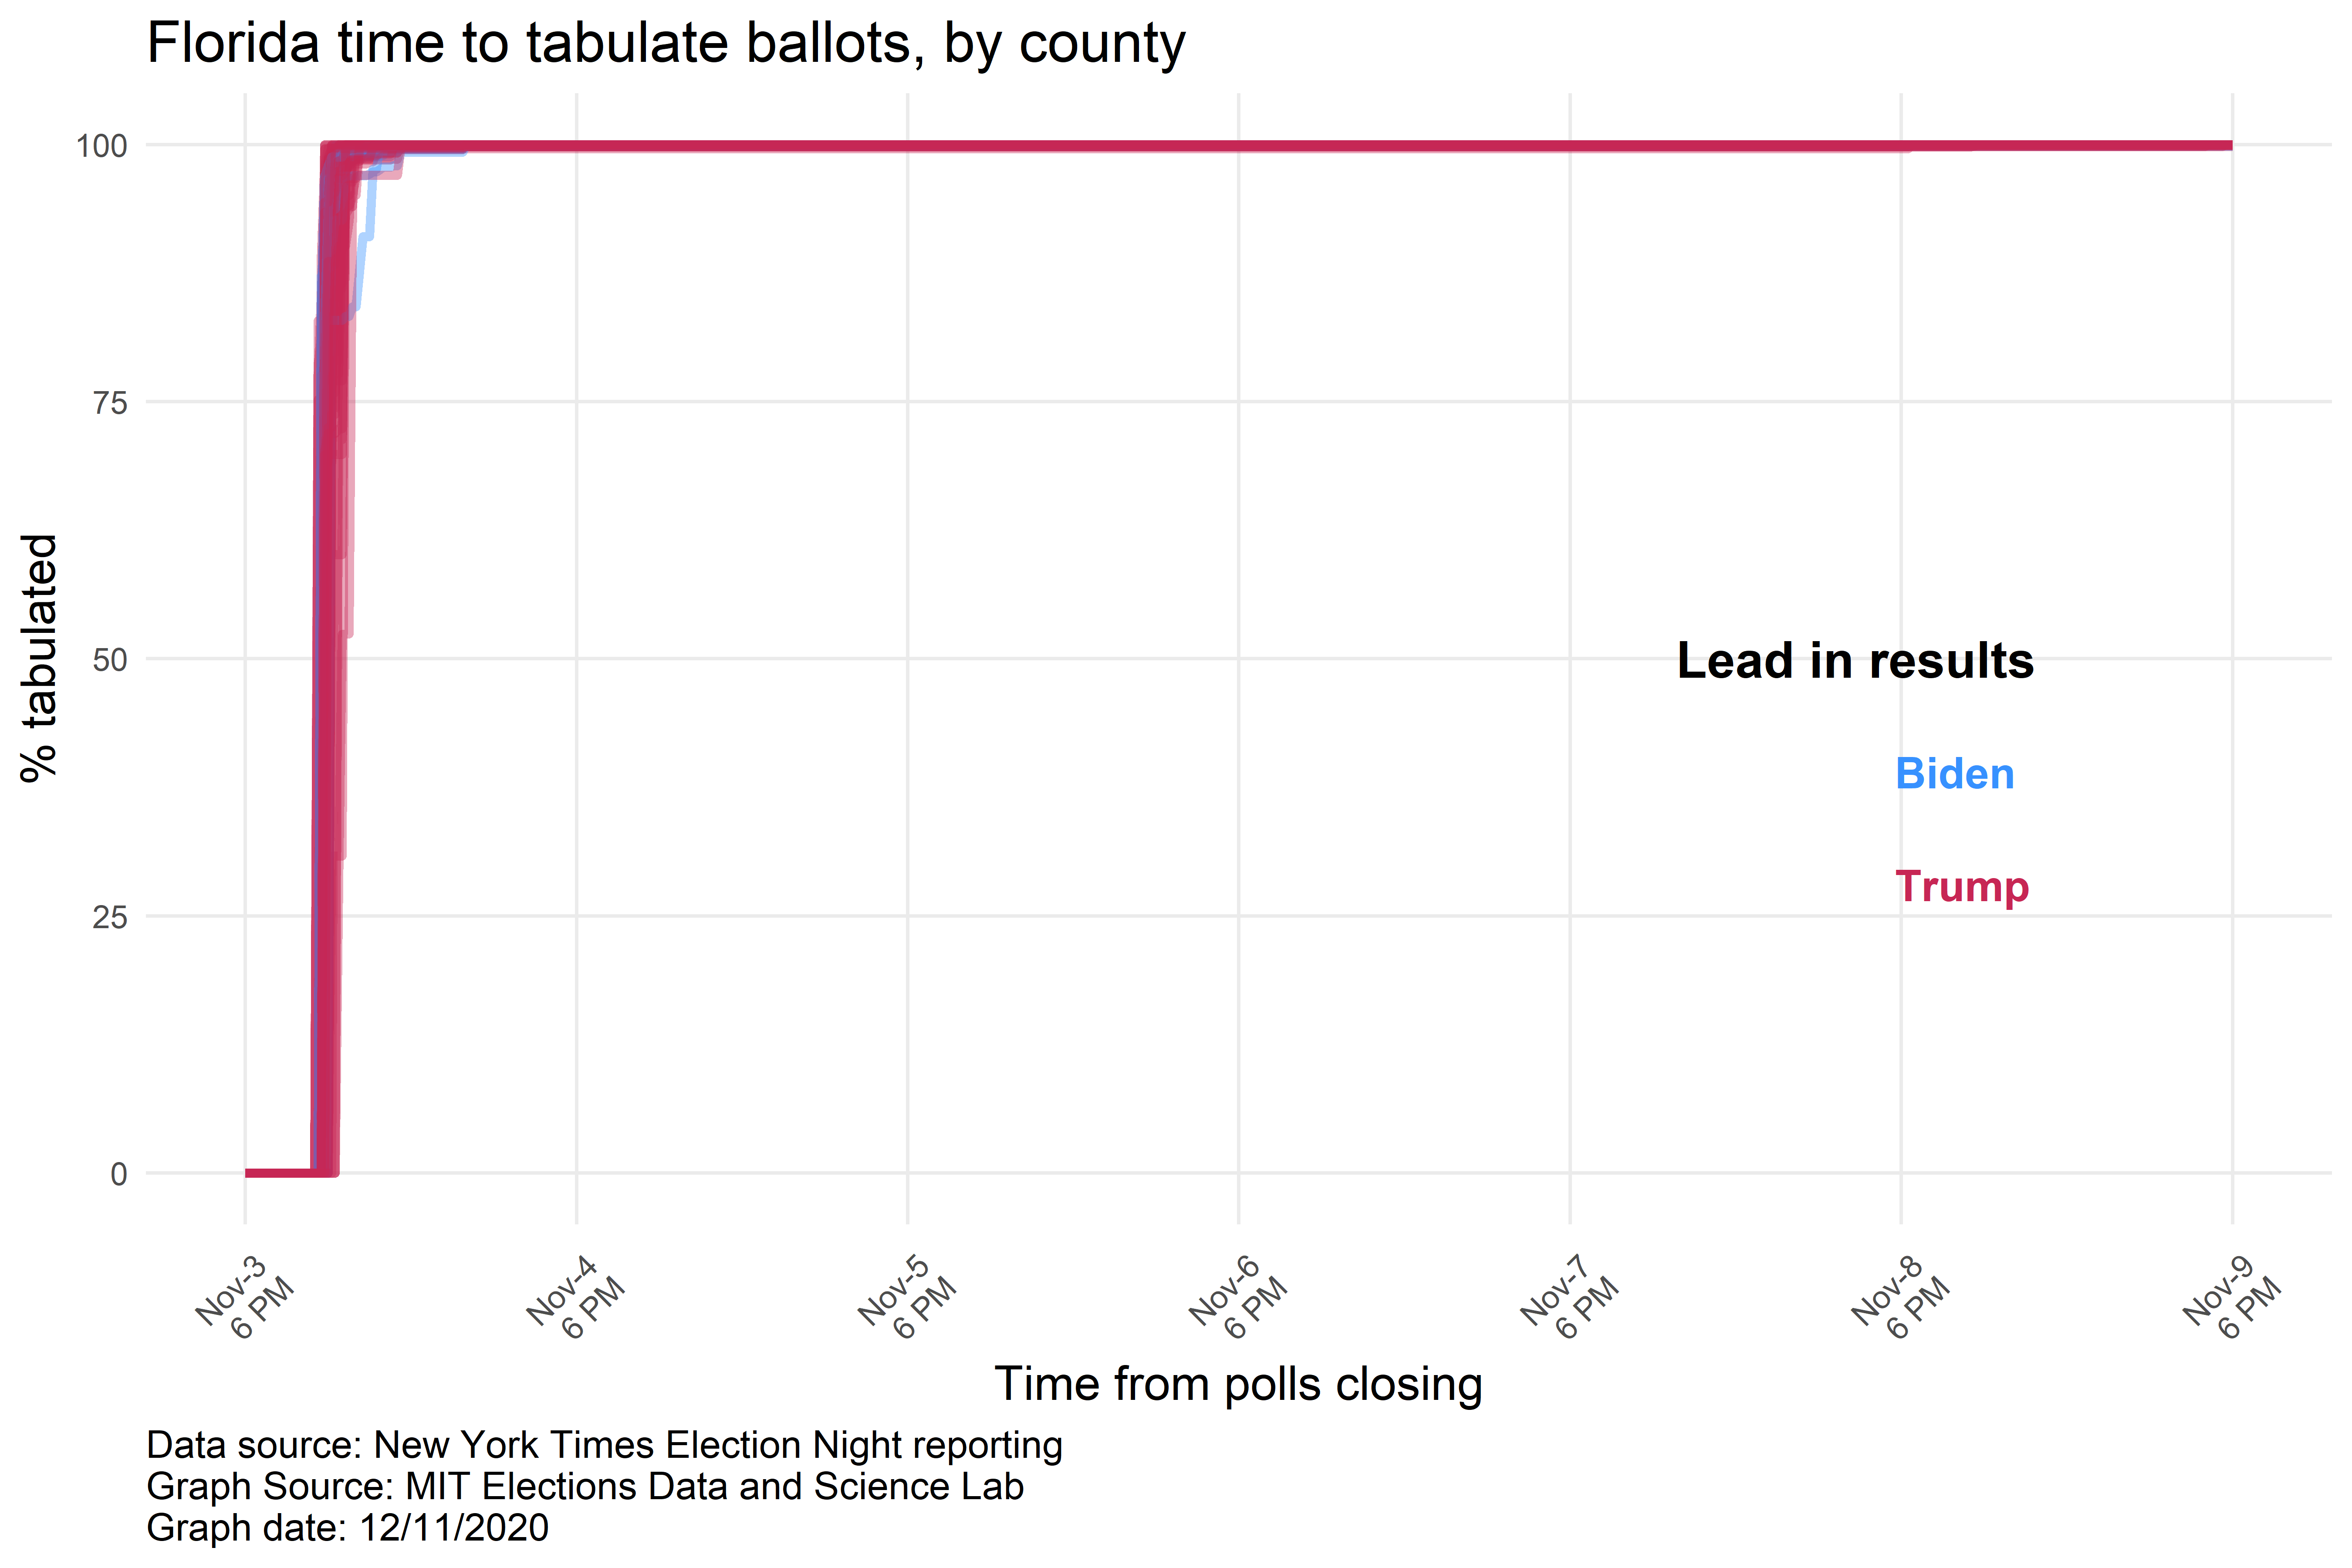 Florida time to tabulate ballots, by county
100
75
50
25
0
% tabulated
Lead in results
Biden
Trump
Nov-3
6 PM
Nov-4
6 PM
Nov-5
6 PM
Nov-6
6 PM
Nov-7
6 PM
Nov-8
6 PM
Nov-9
6 PM
Time from polls closing
Data source: New York Times Election Night reporting
Graph Source: MIT Elections Data and Science Lab
Graph date: 12/11/2020